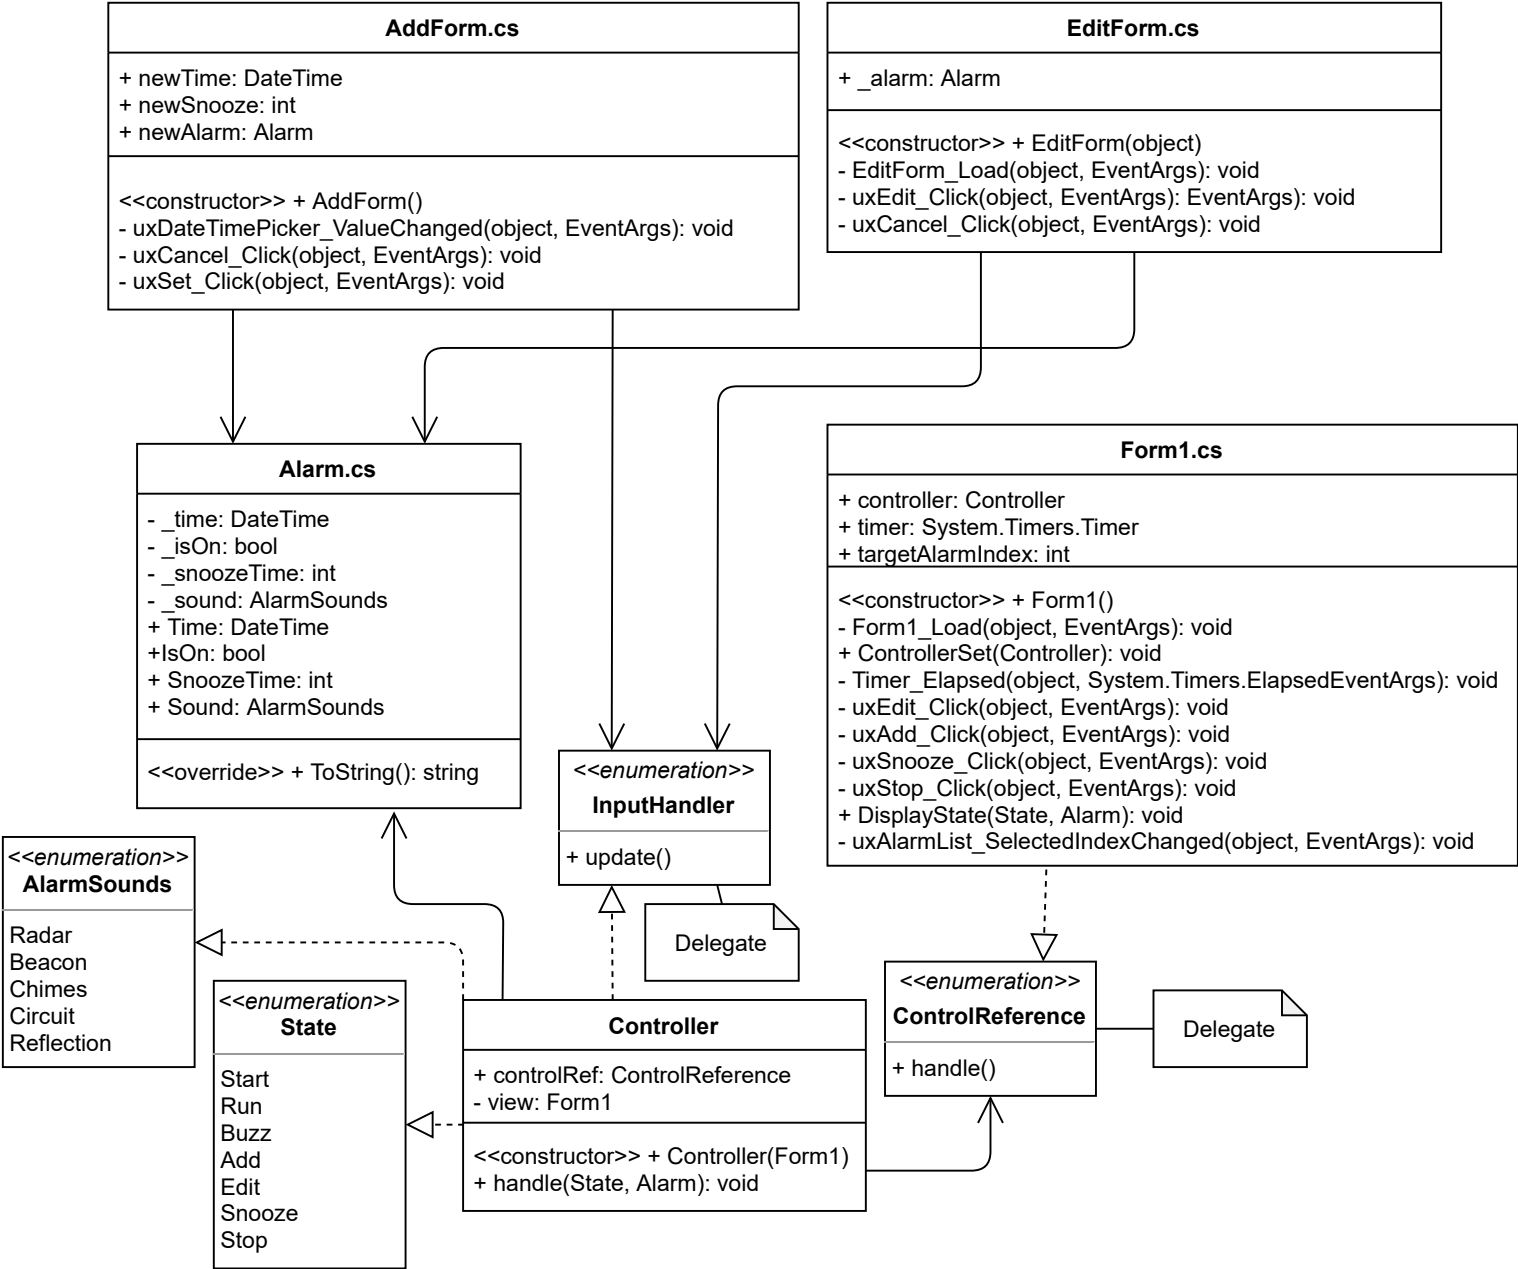 AddForm.cs
+ newTime: DateTime
+ newSnooze: int
+ newAlarm: Alarm
<<constructor>> + AddForm()
- uxDateTimePicker_ValueChanged(object, EventArgs): void
- uxCancel_Click(object, EventArgs): void
- uxSet_Click(object, EventArgs): void
EditForm.cs
+ _alarm: Alarm
<<constructor>> + EditForm(object)
- EditForm_Load(object, EventArgs): void
- uxEdit_Click(object, EventArgs): EventArgs): void
- uxCancel_Click(object, EventArgs): void
Alarm.cs
- _time: DateTime
- _isOn: bool
- _snoozeTime: int
- _sound: AlarmSounds
+ Time: DateTime
+IsOn: bool
+ SnoozeTime: int
+ Sound: AlarmSounds
<<override>> + ToString(): string
Form1.cs
+ controller: Controller
+ timer: System.Timers.Timer
+ targetAlarmIndex: int
<<constructor>> + Form1()
- Form1_Load(object, EventArgs): void
+ ControllerSet(Controller): void
- Timer_Elapsed(object, System.Timers.ElapsedEventArgs): void
- uxEdit_Click(object, EventArgs): void
- uxAdd_Click(object, EventArgs): void
- uxSnooze_Click(object, EventArgs): void
- uxStop_Click(object, EventArgs): void
+ DisplayState(State, Alarm): void
- uxAlarmList_SelectedIndexChanged(object, EventArgs): void
<<enumeration>>
InputHandler
+ update()
Delegate
<<enumeration>>
AlarmSounds
Radar
Beacon
Chimes
Circuit
Reflection
<<enumeration>>
State
Start
Run
Buzz
Add
Edit
Snooze
Stop
Controller
+ controlRef: ControlReference
- view: Form1
<<constructor>> + Controller(Form1)
+ handle(State, Alarm): void
<<enumeration>>
ControlReference
+ handle()
Delegate